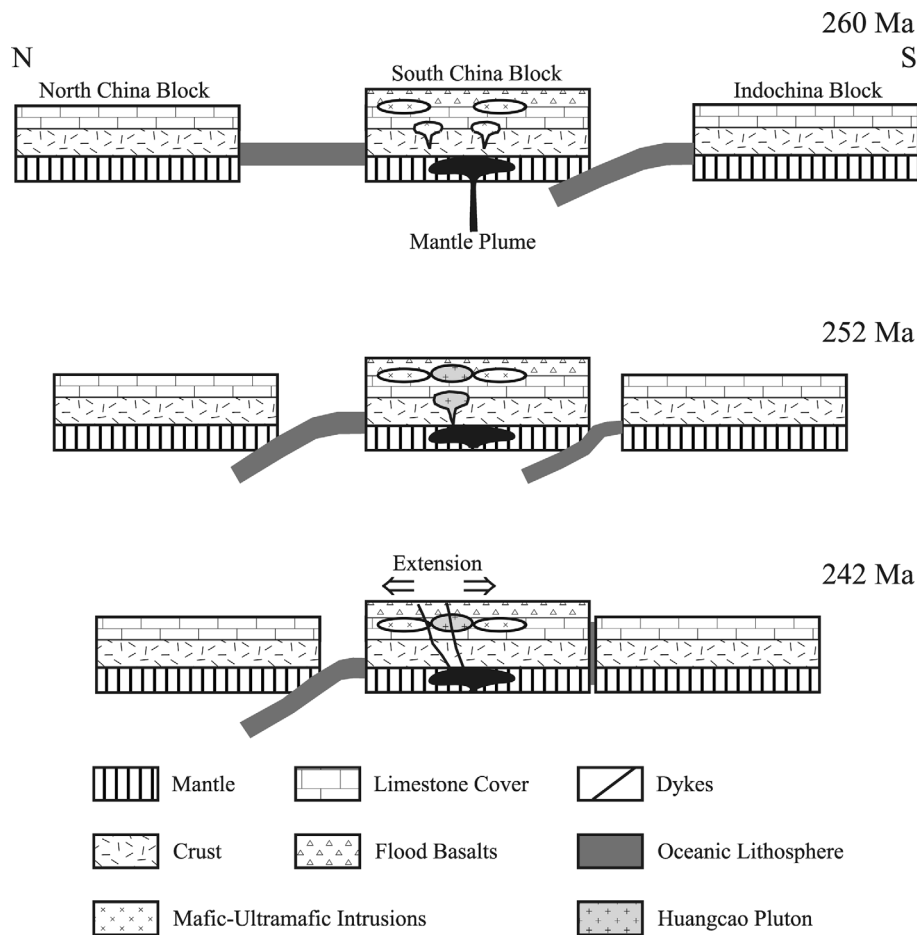 260 Ma
N
S
North China Block
South China Block
Indochina Block
Mantle Plume
252 Ma
Extension
242 Ma
Mantle
Limestone Cover
Dykes
Crust
Flood Basalts
Oceanic Lithosphere
Mafic-Ultramafic Intrusions
Huangcao Pluton